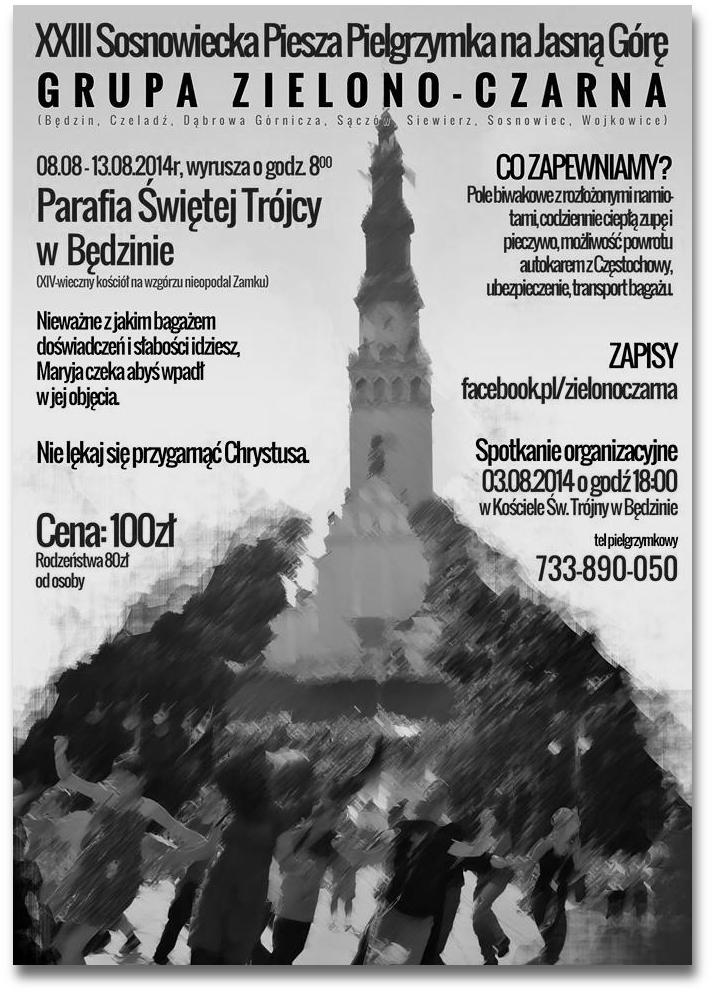 XXIII Sosnowiecka Piesza Pielgrzymka na Jasną Górę
GRUPA ZIELONO-CZARNA
(Będzin, Czeladź, Dąbrowa Górnicza, Sączów, Siewierz, Sosnowiec, Wojkowice)
08.08 - 13.08.2014r, wyrusza o godz. 8⁰⁰
Parafia Świętej Trójcy
w Będzinie
(XIV-wieczny kościół na wzgórzu nieopodal Zamku)
Nieważne z jakim bagażem
doświadczeń i słabości idziesz,
Maryja czeka abyś wpadł
w jej objęcia.
Nie lękaj się przygarnąć Chrystusa.
Cena: 100zł
Rodzeństwa 80zł
od osoby
CO ZAPEWNIAMY?
Pole biwakowe z rozłożonymi namio-
tami, codziennie ciepłą zupę i
pieczywo, możliwość powrotu
autokarem z Częstochowy,
ubezpieczenie, transport bagażu.
ZAPISY
facebook.pl/zielonoczarna
Spotkanie organizacyjne
03.08.2014 o godź 18:00
w Kościele Św. Trójny w Będzinie
tel pielgrzymkowy
733-890-050